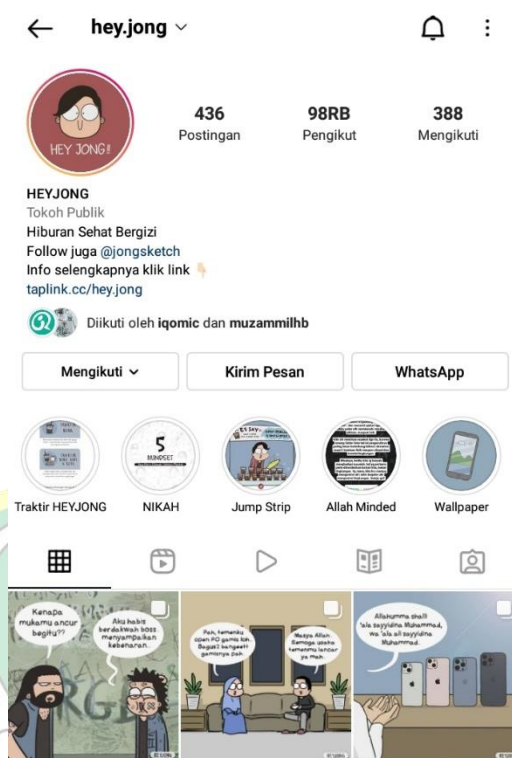 hey.jong
436
98RB
388
Postingan
Pengikut
Mengikuti
HEY JONG!!
HEYJONG
Tokoh Publik
Hiburan Sehat Bergizi
Follow juga @jongsketch
Info selengkapnya klik link
taplink.cc/hey.jong
Diikuti oleh iqomic dan muzammilhb
Mengikuti
Kirim Pesan
WhatsApp
5
MINDSET
Traktir HEYJONG
NIKAH
Jump Strip
Allah Minded
Wallpaper
Kenapa
mukamu ancur
begitu??
Aku habis
berdakwah boss
menyampaikan
kebenaran..
Pah, temenku
open PO gamis loh.
Bagus2 bangeett
gamisnya pah
Masya Allah
Semoga usaha
temenmu lancar
ya mah
Allahumma sholli
'ala sayyidina Muhammad,
wa 'ala ali sayyidina
Muhammad